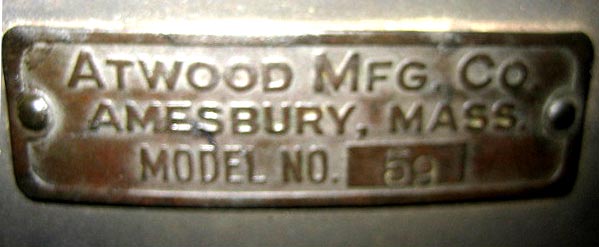 ATWOOD MFG. CO.
AMESBURY, MASS.
MODEL NO. 59